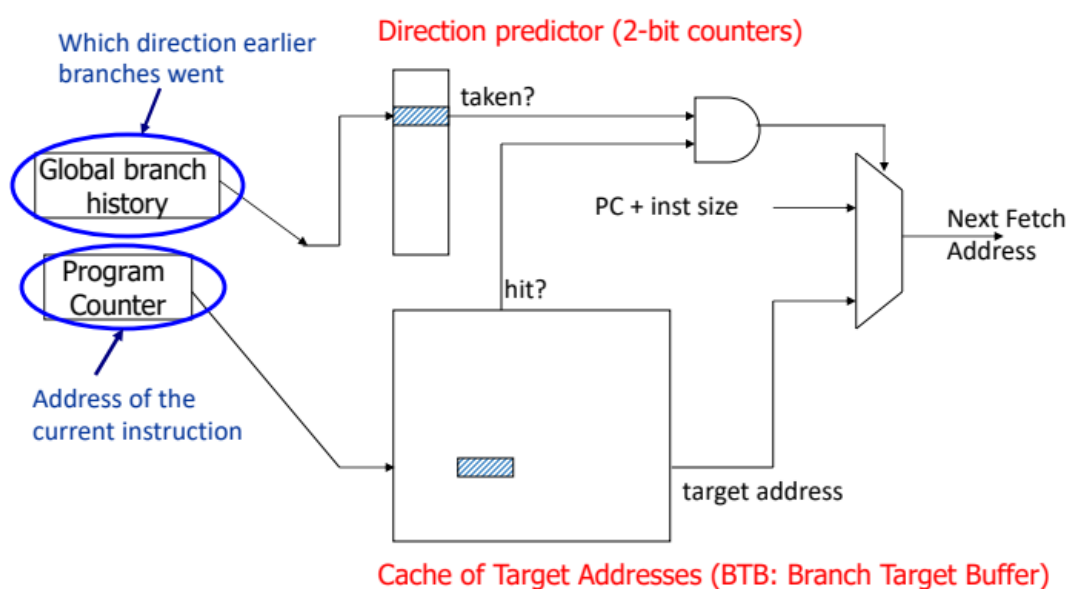 Direction predictor (2-bit counters)
Which direction earlier
branches went
taken?
Global branch
history
PC + inst size
Next Fetch
Address
Program
Counter
hit?
Address of the
current instruction
target address
Cache of Target Addresses (BTB: Branch Target Buffer)